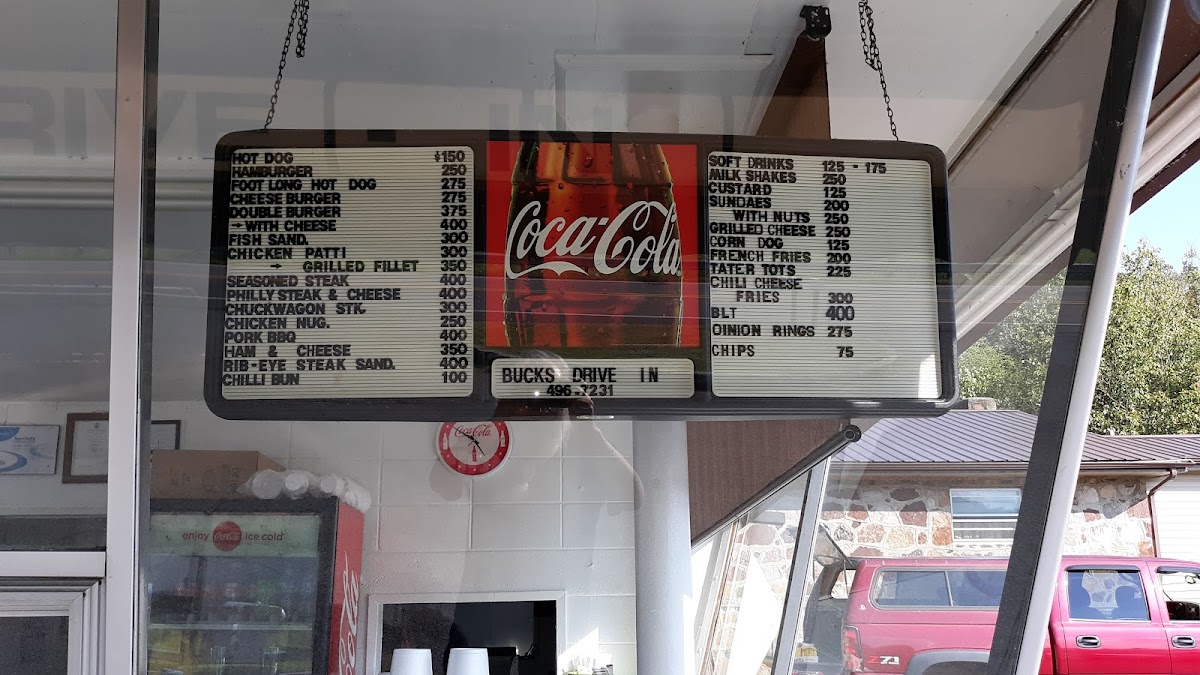 RIVE IN
HOT DOG $150
HAMBURGER 250
FOOT LONG HOT DOG 275
CHEESE BURGER 275
DOUBLE BURGER 375
→ WITH CHEESE 400
FISH SAND. 300
CHICKEN PATTI 300
→ GRILLED FILLET 350
SEASONED STEAK 400
PHILLY STEAK & CHEESE 400
CHUCKWAGON STK. 300
CHICKEN NUG. 250
PORK BBQ 400
HAM & CHEESE 350
RIB-EYE STEAK SAND. 400
CHILLI BUN 100
Coca-Cola
BUCKS DRIVE IN
496-7231
SOFT DRINKS 125 - 175
MILK SHAKES 250
CUSTARD 125
SUNDAES 200
WITH NUTS 250
GRILLED CHEESE 250
CORN DOG 125
FRENCH FRIES 200
TATER TOTS 225
CHILI CHEESE
FRIES 300
BLT 400
OINION RINGS 275
CHIPS 75
Coca-Cola
enjoy Coca-Cola ice cold
Coca
Z71